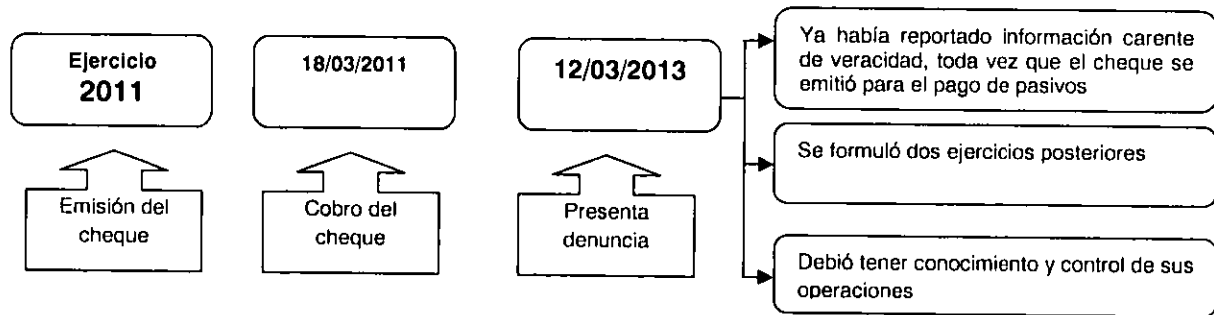 Ejercicio
2011
18/03/2011
12/03/2013
Ya había reportado información carente
de veracidad, toda vez que el cheque se
emitió para el pago de pasivos
Se formuló dos ejercicios posteriores
Debió tener conocimiento y control de sus
operaciones
Emisión del
cheque
Cobro del
cheque
Presenta
denuncia